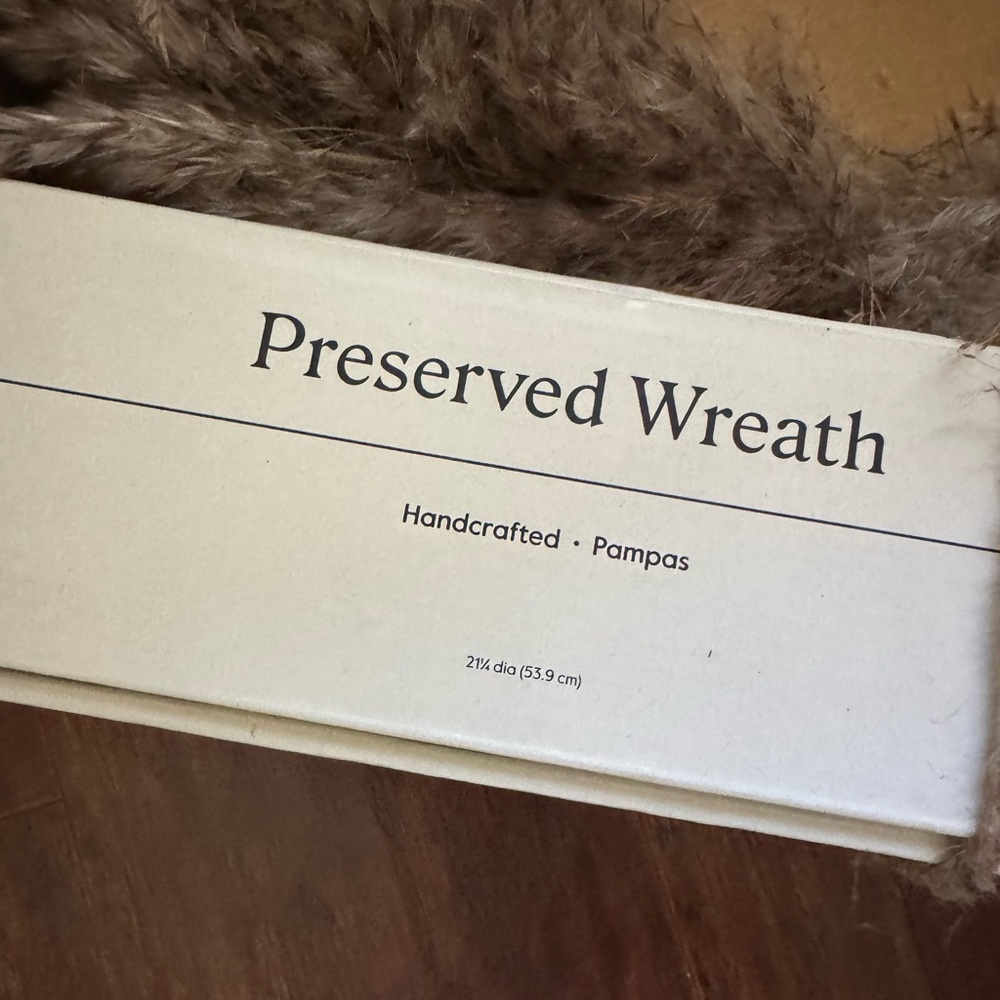 Preserved Wreath
Handcrafted • Pampas
21¼ dia (53.9 cm)